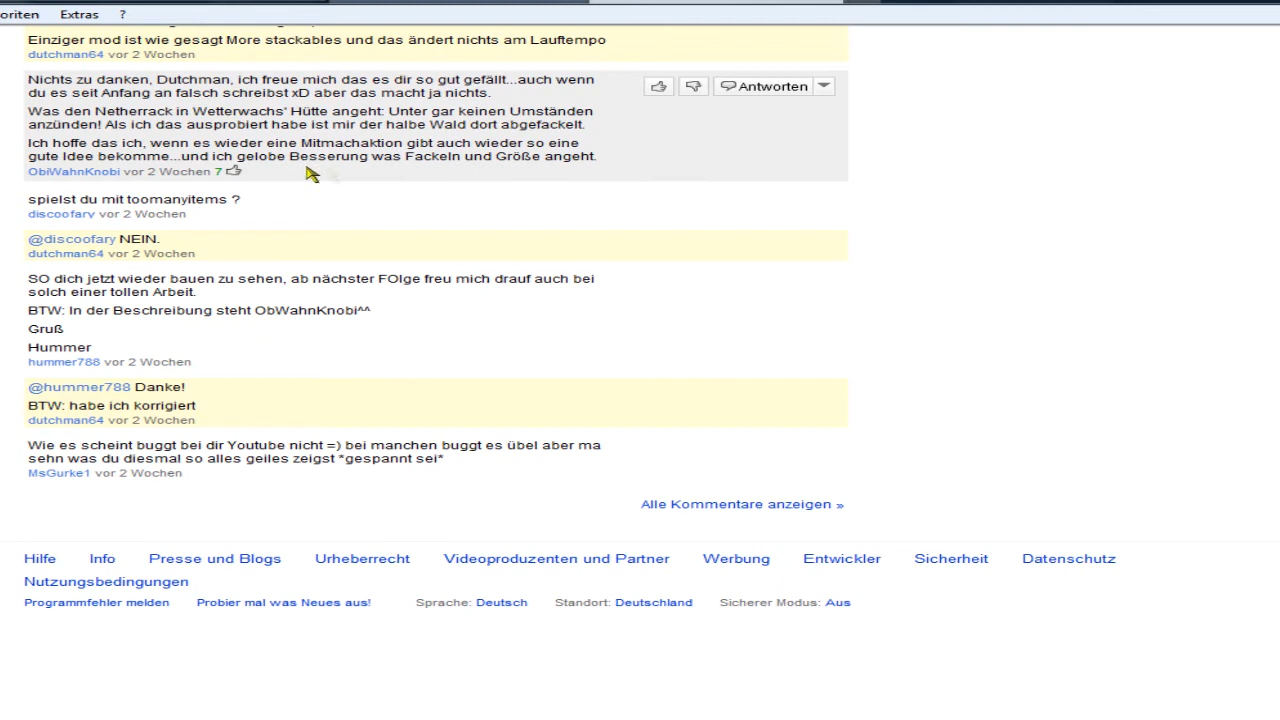 oriten Extras ?
Einziger mod ist wie gesagt More stackables und das ändert nichts am Lauftempo
dutchman64 vor 2 Wochen
Nichts zu danken, Dutchman, ich freue mich das es dir so gut gefällt...auch wenn
du es seit Anfang an falsch schreibst xD aber das macht ja nichts.
Antworten
Was den Netherrack in Wetterwachs' Hütte angeht: Unter gar keinen Umständen
anzünden! Als ich das ausprobiert habe ist mir der halbe Wald dort abgefackelt.
Ich hoffe das ich, wenn es wieder eine Mitmachaktion gibt auch wieder so eine
gute Idee bekomme...und ich gelobe Besserung was Fackeln und Größe angeht.
ObiWahnKnobi vor 2 Wochen 7
spielst du mit toomanyitems ?
discoofary vor 2 Wochen
@discoofary NEIN.
dutchman64 vor 2 Wochen
SO dich jetzt wieder bauen zu sehen, ab nächster FOlge freu mich drauf auch bei
solch einer tollen Arbeit.
BTW: In der Beschreibung steht ObWahnKnobi^^
Gruß
Hummer
hummer788 vor 2 Wochen
@hummer788 Danke!
BTW: habe ich korrigiert
dutchman64 vor 2 Wochen
Wie es scheint buggt bei dir Youtube nicht =) bei manchen buggt es übel aber ma
sehn was du diesmal so alles geiles zeigst *gespannt sei*
MsGurke1 vor 2 Wochen
Alle Kommentare anzeigen »
Hilfe Info Presse und Blogs Urheberrecht Videoproduzenten und Partner Werbung Entwickler Sicherheit Datenschutz
Nutzungsbedingungen
Programmfehler melden Probier mal was Neues aus! Sprache: Deutsch Standort: Deutschland Sicherer Modus: Aus